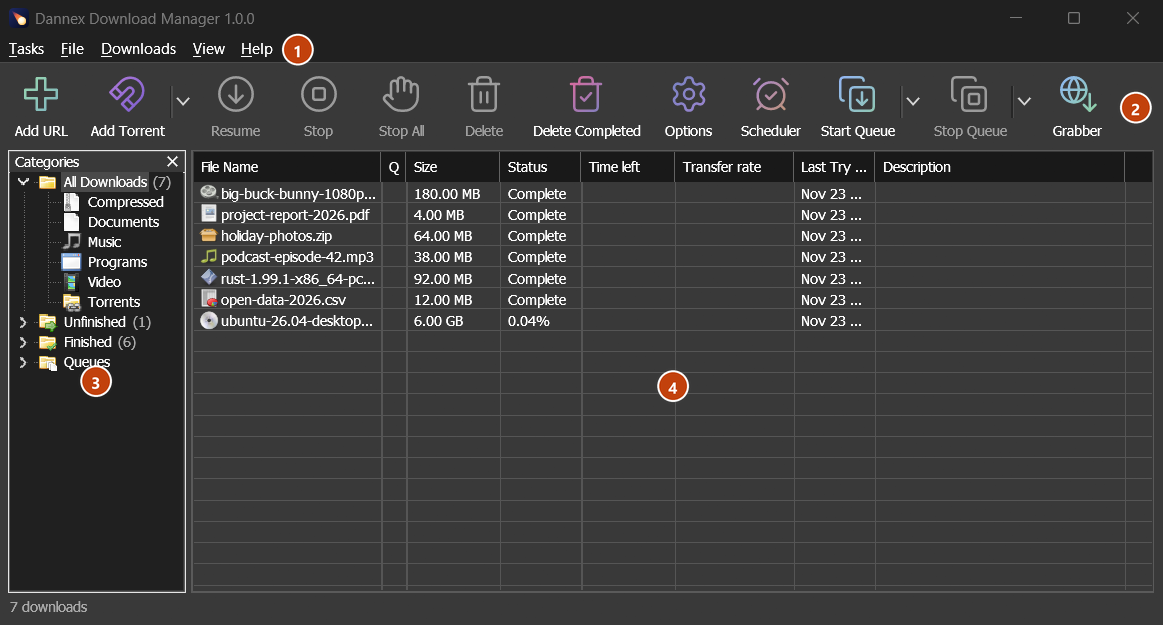 Dannex Download Manager 1.0.0
Tasks File Downloads View Help 1
Add URL Add Torrent Resume Stop Stop All Delete Delete Completed Options Scheduler Start Queue Stop Queue Grabber 2
Categories
All Downloads (7)
Compressed
Documents
Music
Programs
Video
Torrents
Unfinished (1)
Finished (6)
Queues
3
File Name Q Size Status Time left Transfer rate Last Try ... Description
big-buck-bunny-1080p... 180.00 MB Complete Nov 23 ...
project-report-2026.pdf 4.00 MB Complete Nov 23 ...
holiday-photos.zip 64.00 MB Complete Nov 23 ...
podcast-episode-42.mp3 38.00 MB Complete Nov 23 ...
rust-1.99.1-x86_64-pc... 92.00 MB Complete Nov 23 ...
open-data-2026.csv 12.00 MB Complete Nov 23 ...
ubuntu-26.04-desktop... 6.00 GB 0.04% Nov 23 ...
4
7 downloads